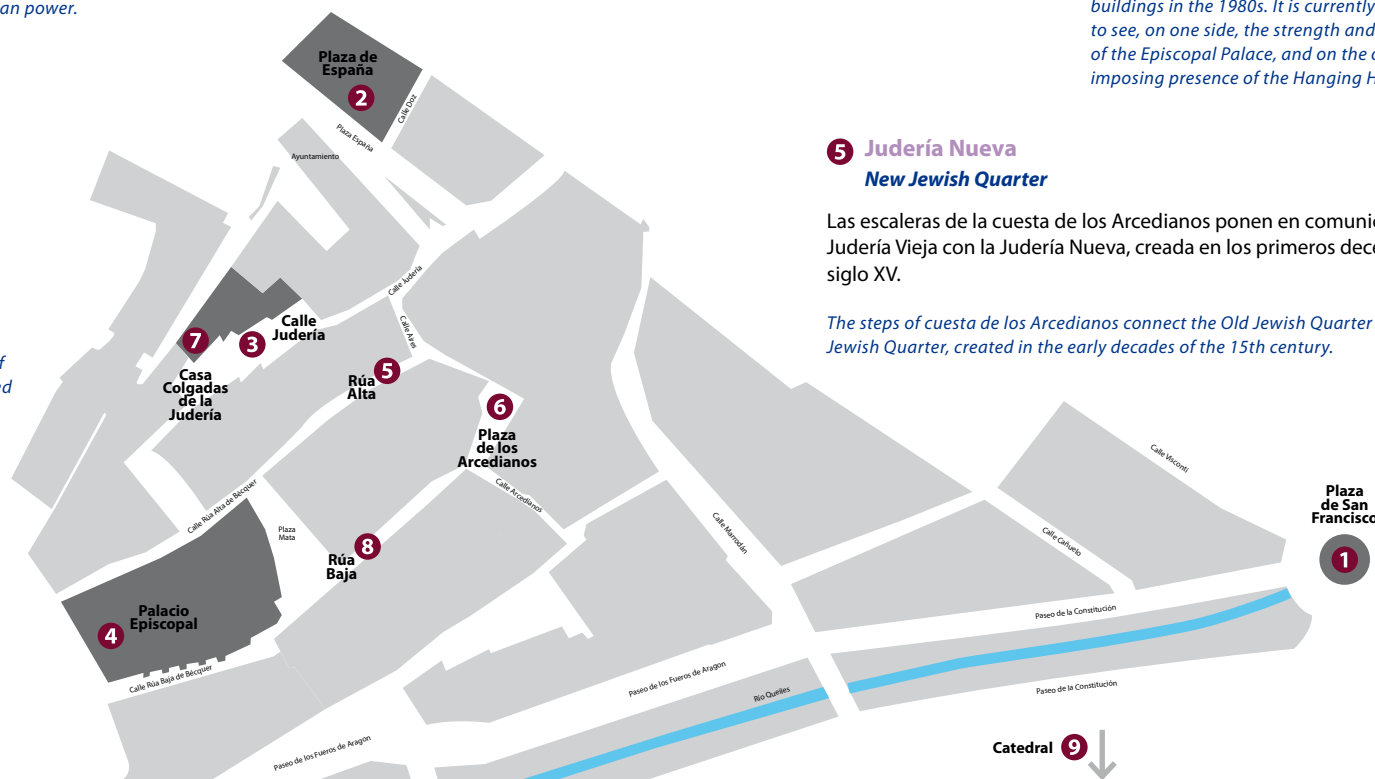 an power.
buildings in the 1980s. It is currently
to see, on one side, the strength and
of the Episcopal Palace, and on the
imposing presence of the Hanging
5 Judería Nueva
New Jewish Quarter
Las escaleras de la cuesta de los Arcedianos ponen en
Judería Vieja con la Judería Nueva, creada en los primeros
siglo XV.
The steps of cuesta de los Arcedianos connect the Old Jewish Quarter
Jewish Quarter, created in the early decades of the 15th century.
Plaza de
España
2
Calle Doz
Plaza España
Ayuntamiento
Calle Judería
Calle Aires
Calle
Judería
3
7
Casa
Colgadas
de la
Judería
Rúa
Alta
5
6
Plaza
de los
Arcedianos
Calle Arcedianos
Calle Rúa Alta de Bécquer
Plaza
Mata
Rúa
Baja
8
Palacio
Episcopal
4
Calle Rúa Baja de Bécquer
Calle Marrodán
Calle Visconti
Calle Cañuelo
Plaza
de San
Francisco
1
Paseo de la Constitución
Paseo de la Constitución
Paseo de los Fueros de Aragon
Río Queiles
Paseo de los Fueros de Aragon
Catedral 9